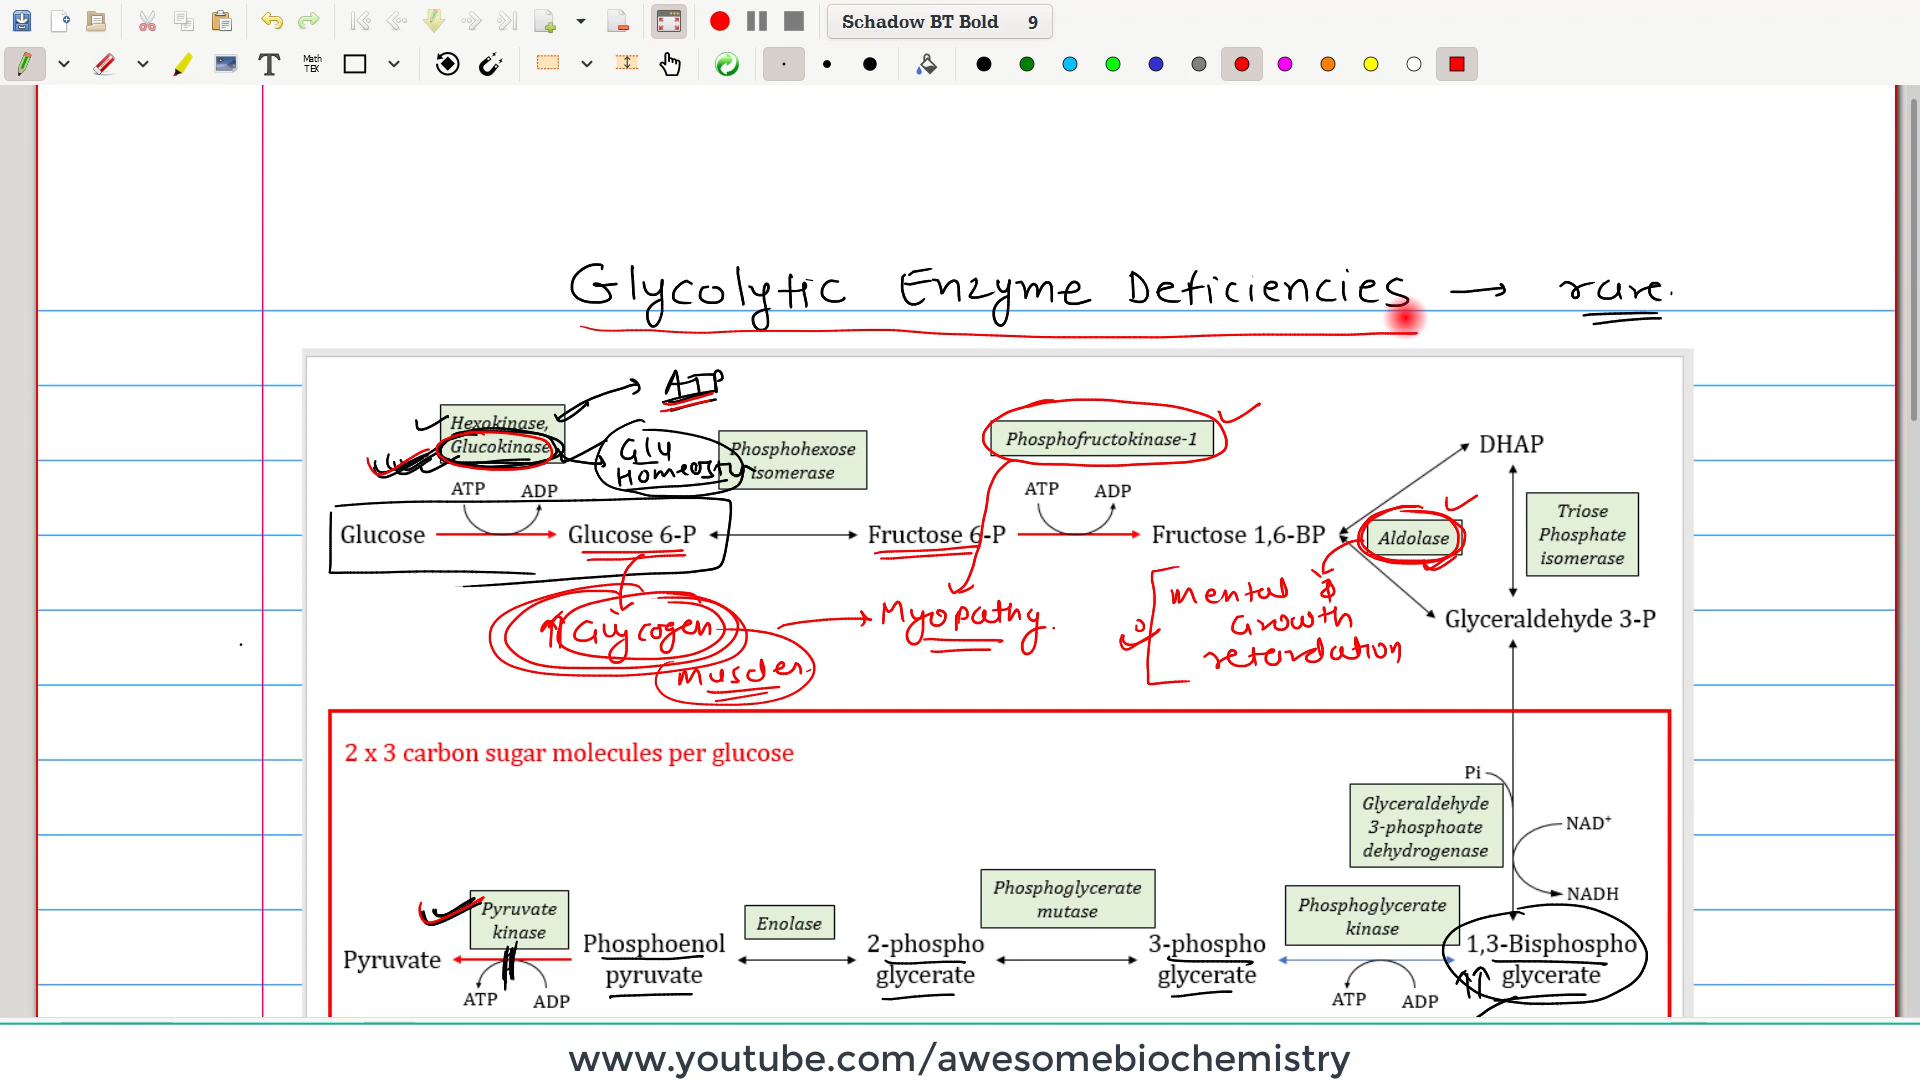 Schadow BT Bold 9
Math
TEX
Glycolytic Enzyme Deficiencies → rare.
ATP
Hexokinase,
Glucokinase
Gly
Homeost
Phosphohexose
isomerase
Phosphofructokinase-1
DHAP
ATP ADP
ATP ADP
Triose
Phosphate
isomerase
Glucose
Glucose 6-P
Fructose 6-P
Fructose 1,6-BP
Aldolase
↑ Glycogen
Muscles.
Myopathy.
Mental &
Growth
retardation
Glyceraldehyde 3-P
2 x 3 carbon sugar molecules per glucose
Pi
Glyceraldehyde
3-phosphoate
dehydrogenase
NAD+
NADH
Pyruvate
kinase
Enolase
Phosphoglycerate
mutase
Phosphoglycerate
kinase
Pyruvate
Phosphoenol
pyruvate
2-phospho
glycerate
3-phospho
glycerate
1,3-Bisphospho
↑↑ glycerate
ATP ADP
ATP ADP
www.youtube.com/awesomebiochemistry